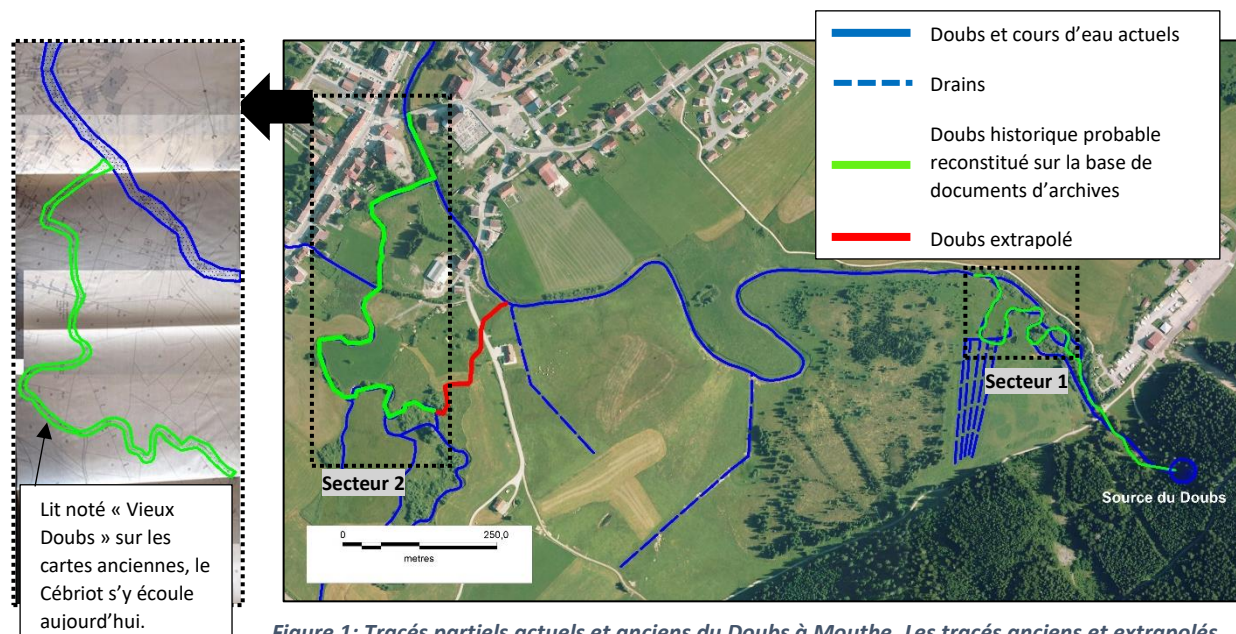 Doubs et cours d’eau actuels
Drains
Doubs historique probable
reconstitué sur la base de
documents d’archives
Doubs extrapolé
Secteur 1
Secteur 2
Source du Doubs
0 250,0
metres
Lit noté « Vieux
Doubs » sur les
cartes anciennes, le
Cébriot s’y écoule
aujourd’hui.
Figure 1: Tracés partiels actuels et anciens du Doubs à Mouthe. Les tracés anciens et extrapolés